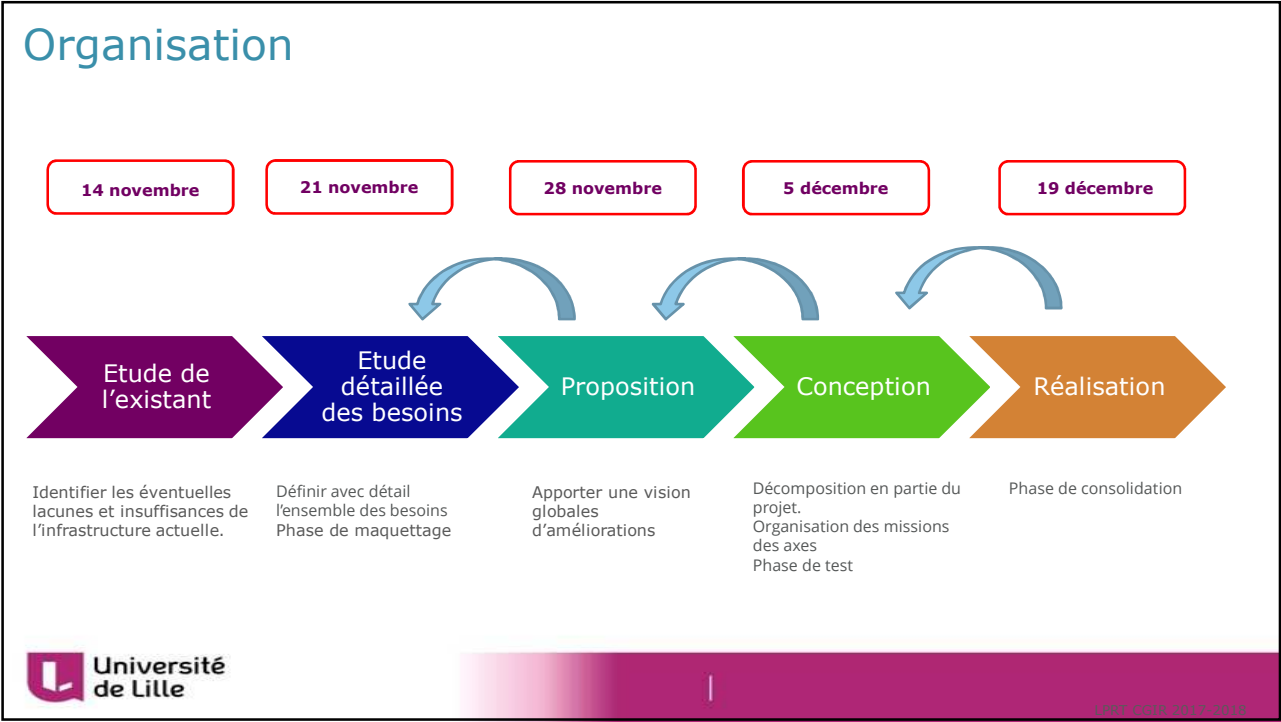 Organisation
14 novembre
21 novembre
28 novembre
5 décembre
19 décembre
Etude de
l’existant
Etude
détaillée
des besoins
Proposition
Conception
Réalisation
Identifier les éventuelles
lacunes et insuffisances de
l’infrastructure actuelle.
Définir avec détail
l’ensemble des besoins
Phase de maquettage
Apporter une vision
globales
d’améliorations
Décomposition en partie du
projet.
Organisation des missions
des axes
Phase de test
Phase de consolidation
Université
de Lille
2017-2019